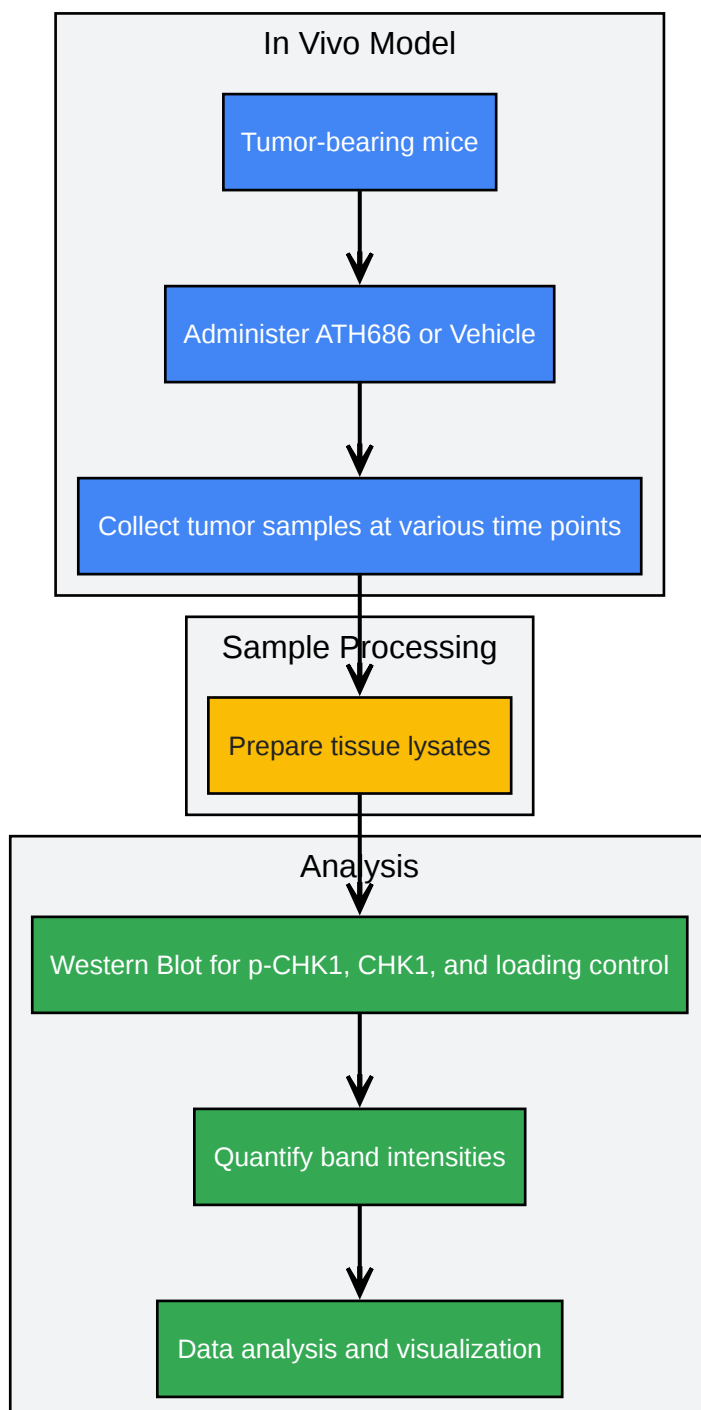 In Vivo Model
Tumor-bearing mice
Administer ATH686 or Vehicle
Collect tumor samples at various time points
Sample Processing
Prepare tissue lysates
Analysis
Western Blot for p-CHK1, CHK1, and loading control
Quantify band intensities
Data analysis and visualization